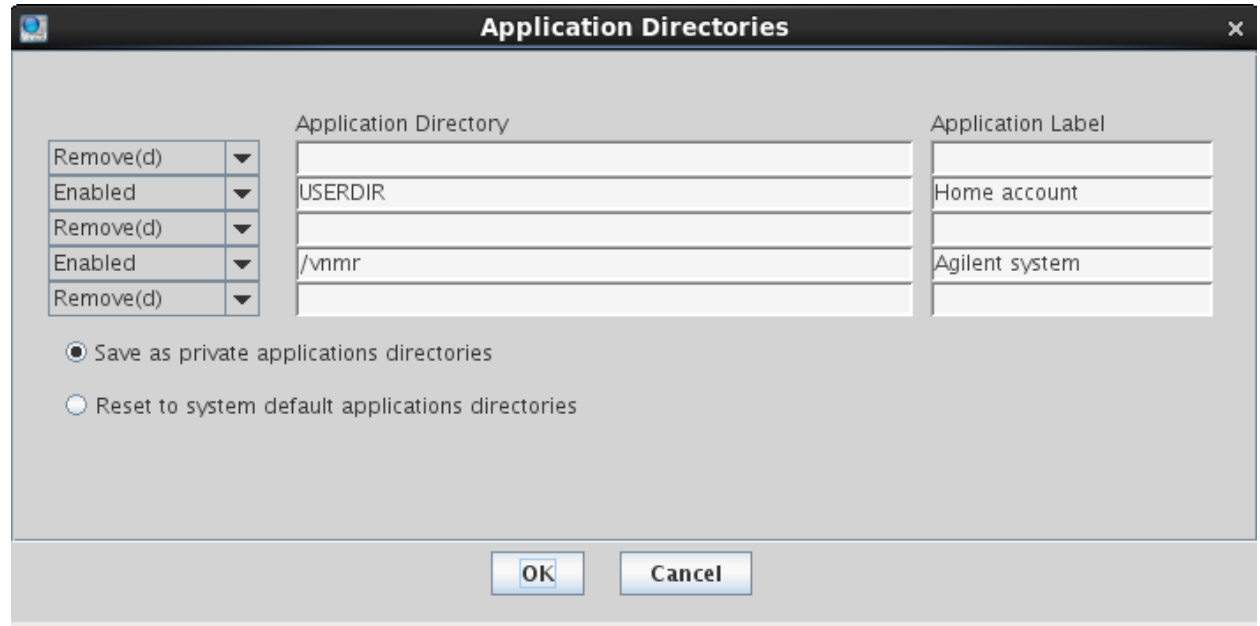 Application Directories
Application Directory Application Label
Remove(d)
Enabled USERDIR Home account
Remove(d)
Enabled /vnmr Agilent system
Remove(d)
Save as private applications directories
Reset to system default applications directories
OK Cancel